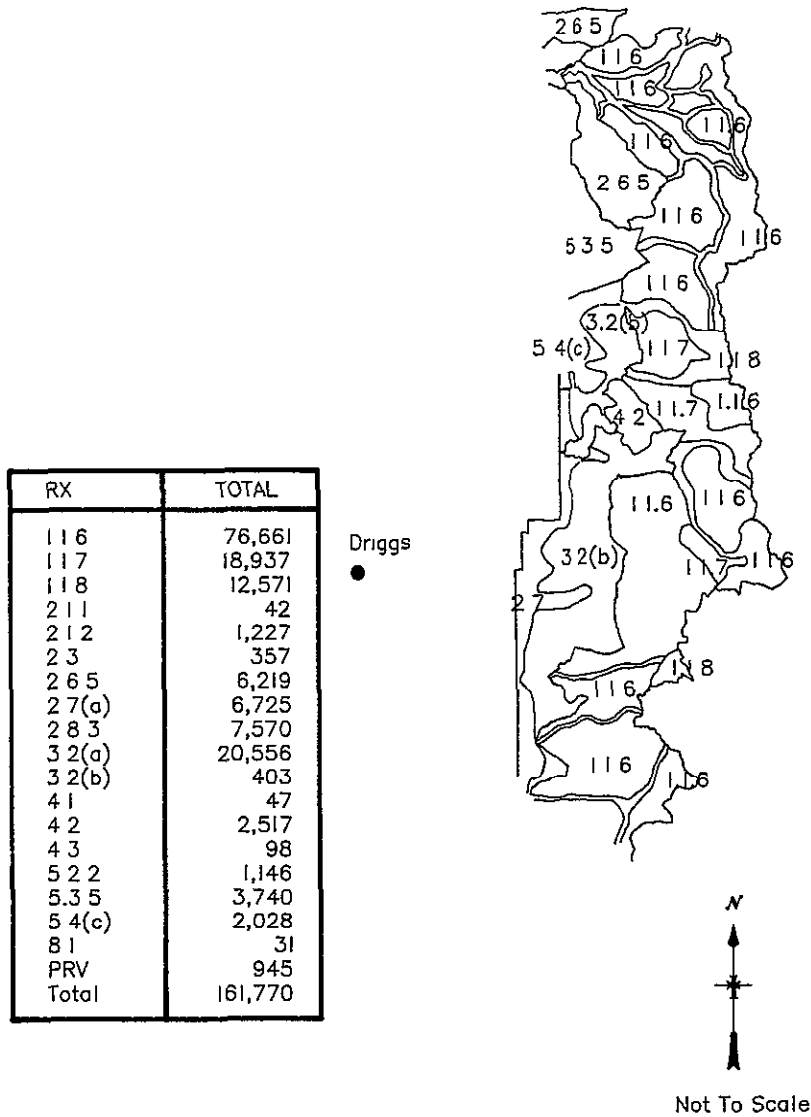 265
116
116
11.6
116
265
116
116
535
116
3.2(b)
54(c)
117
118
11.7
1.16
42
RX TOTAL
116 76,661
117 18,937
118 12,571
211 42
212 1,227
23 357
265 6,219
27(a) 6,725
283 7,570
32(a) 20,556
32(b) 403
41 47
42 2,517
43 98
522 1,146
5.35 3,740
54(c) 2,028
81 31
PRV 945
Total 161,770
Driggs
116
11.6
32(b)
117
116
27
118
116
116
116
N
Not To Scale